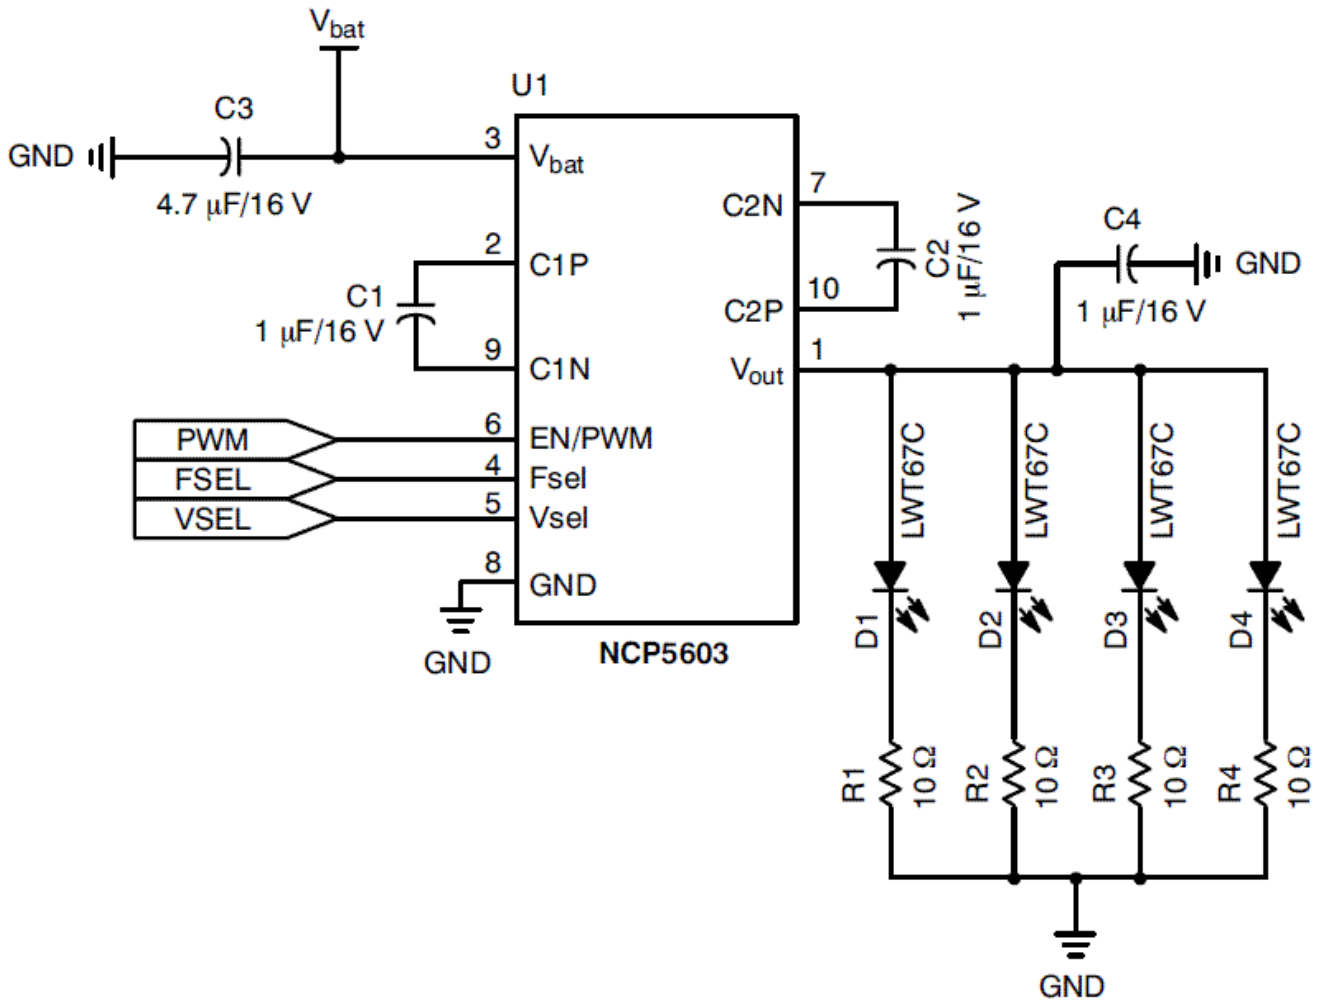 Vbat
U1
C3
GND
4.7 µF/16 V
3
Vbat
2
C1P
C1
1 µF/16 V
9
C1N
PWM
6
EN/PWM
FSEL
4
Fsel
VSEL
5
Vsel
8
GND
GND
NCP5603
7
C2N
C2
1 µF/16 V
10
C2P
1
Vout
C4
GND
1 µF/16 V
LWT67C
LWT67C
LWT67C
LWT67C
D1
D2
D3
D4
R1
10 Ω
R2
10 Ω
R3
10 Ω
R4
10 Ω
GND